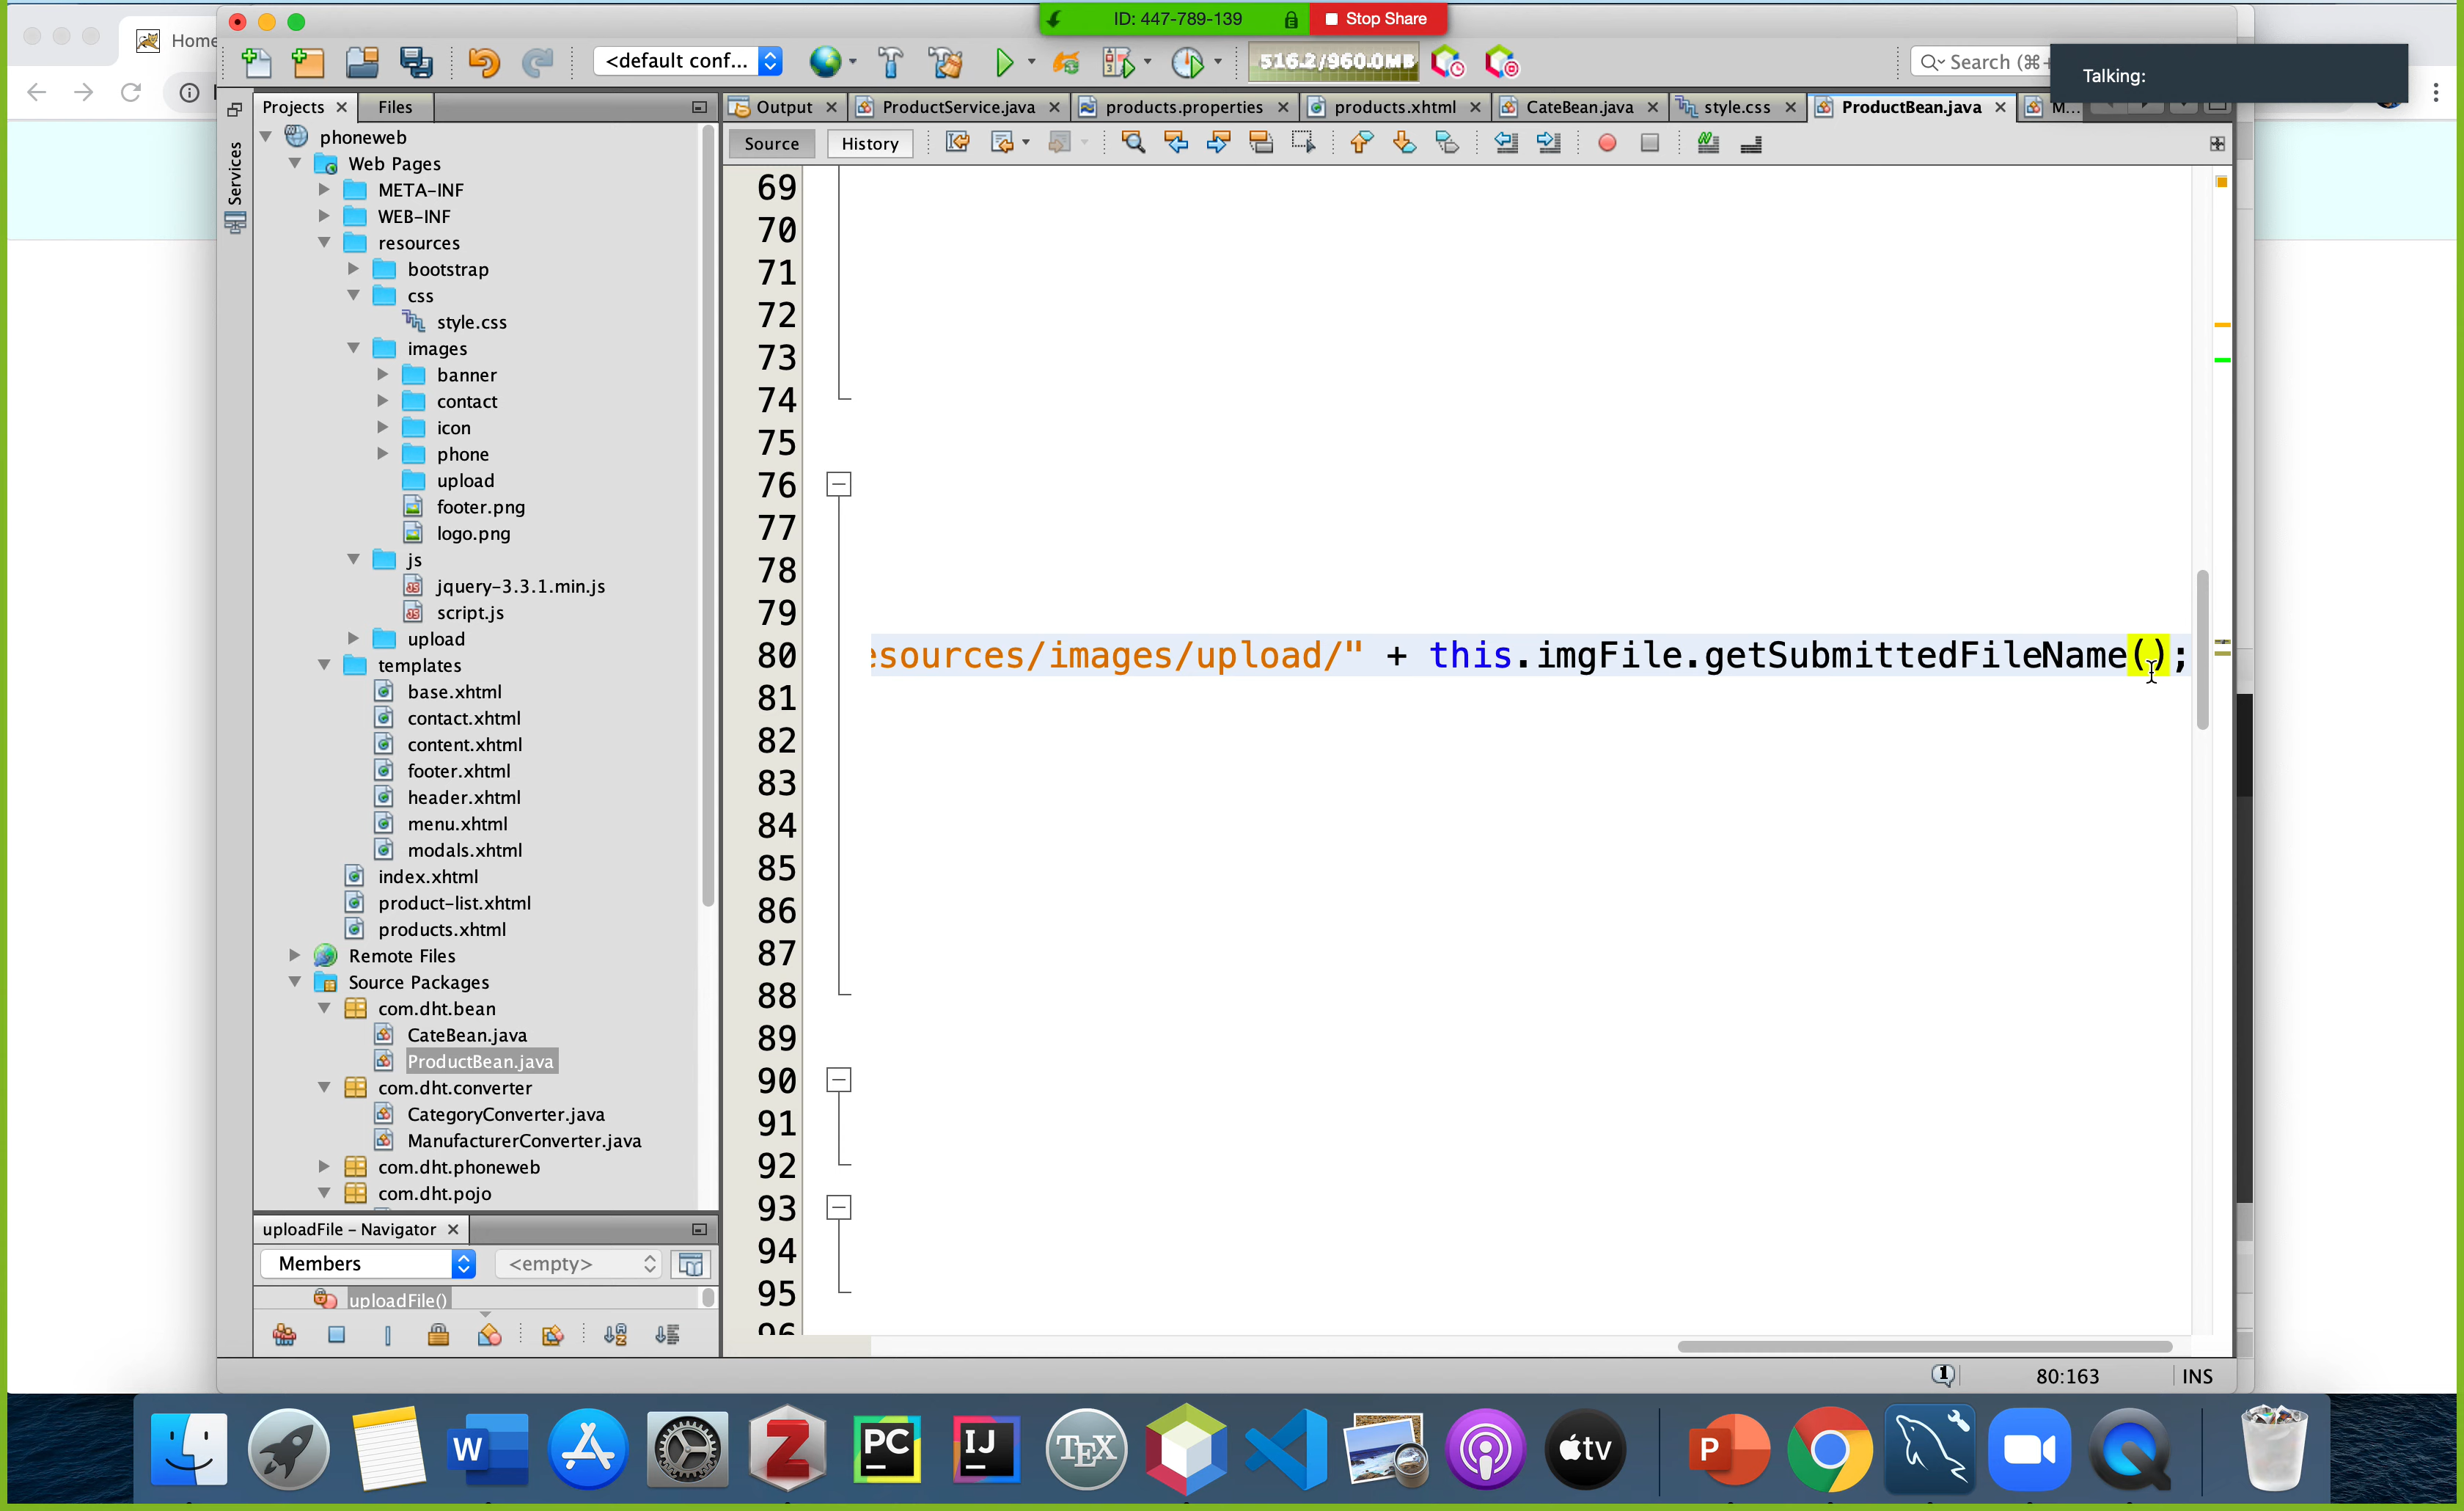 ID: 447-789-139
Stop Share
Home
<default conf...
516.2/960.0MB
Search (⌘+
Talking:
Projects
Files
Output
ProductService.java
products.properties
products.xhtml
CateBean.java
style.css
ProductBean.java
M...
Source
History
Services
phoneweb
Web Pages
META-INF
WEB-INF
resources
bootstrap
css
style.css
images
banner
contact
icon
phone
upload
footer.png
logo.png
js
jquery-3.3.1.min.js
script.js
upload
templates
base.xhtml
contact.xhtml
content.xhtml
footer.xhtml
header.xhtml
menu.xhtml
modals.xhtml
index.xhtml
product-list.xhtml
products.xhtml
Remote Files
Source Packages
com.dht.bean
CateBean.java
ProductBean.java
com.dht.converter
CategoryConverter.java
ManufacturerConverter.java
com.dht.phoneweb
com.dht.pojo
69
70
71
72
73
74
75
76
77
78
79
80 esources/images/upload/" + this.imgFile.getSubmittedFileName();
81
82
83
84
85
86
87
88
89
90
91
92
93
94
95
96
uploadFile - Navigator
Members
<empty>
uploadFile()
1
80:163
INS
W
Z
PC
IJ
TEX
tv
P